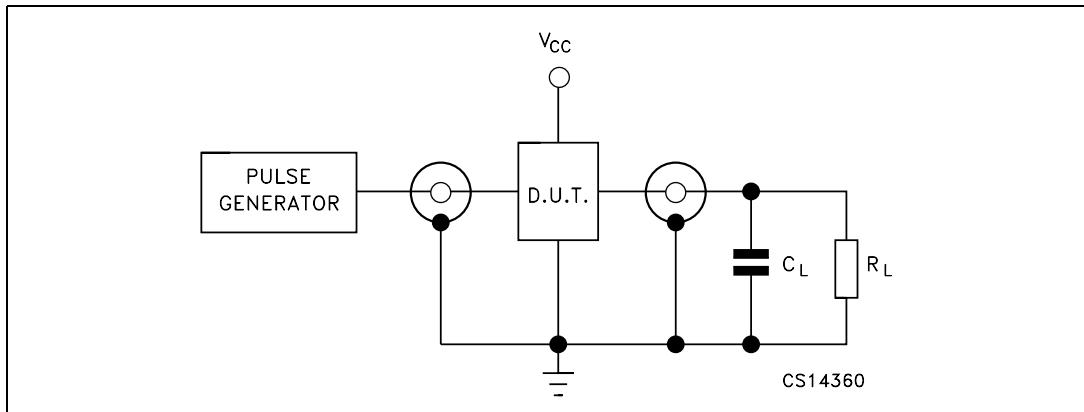 VCC
PULSE
GENERATOR
D.U.T.
CL
RL
CS14360